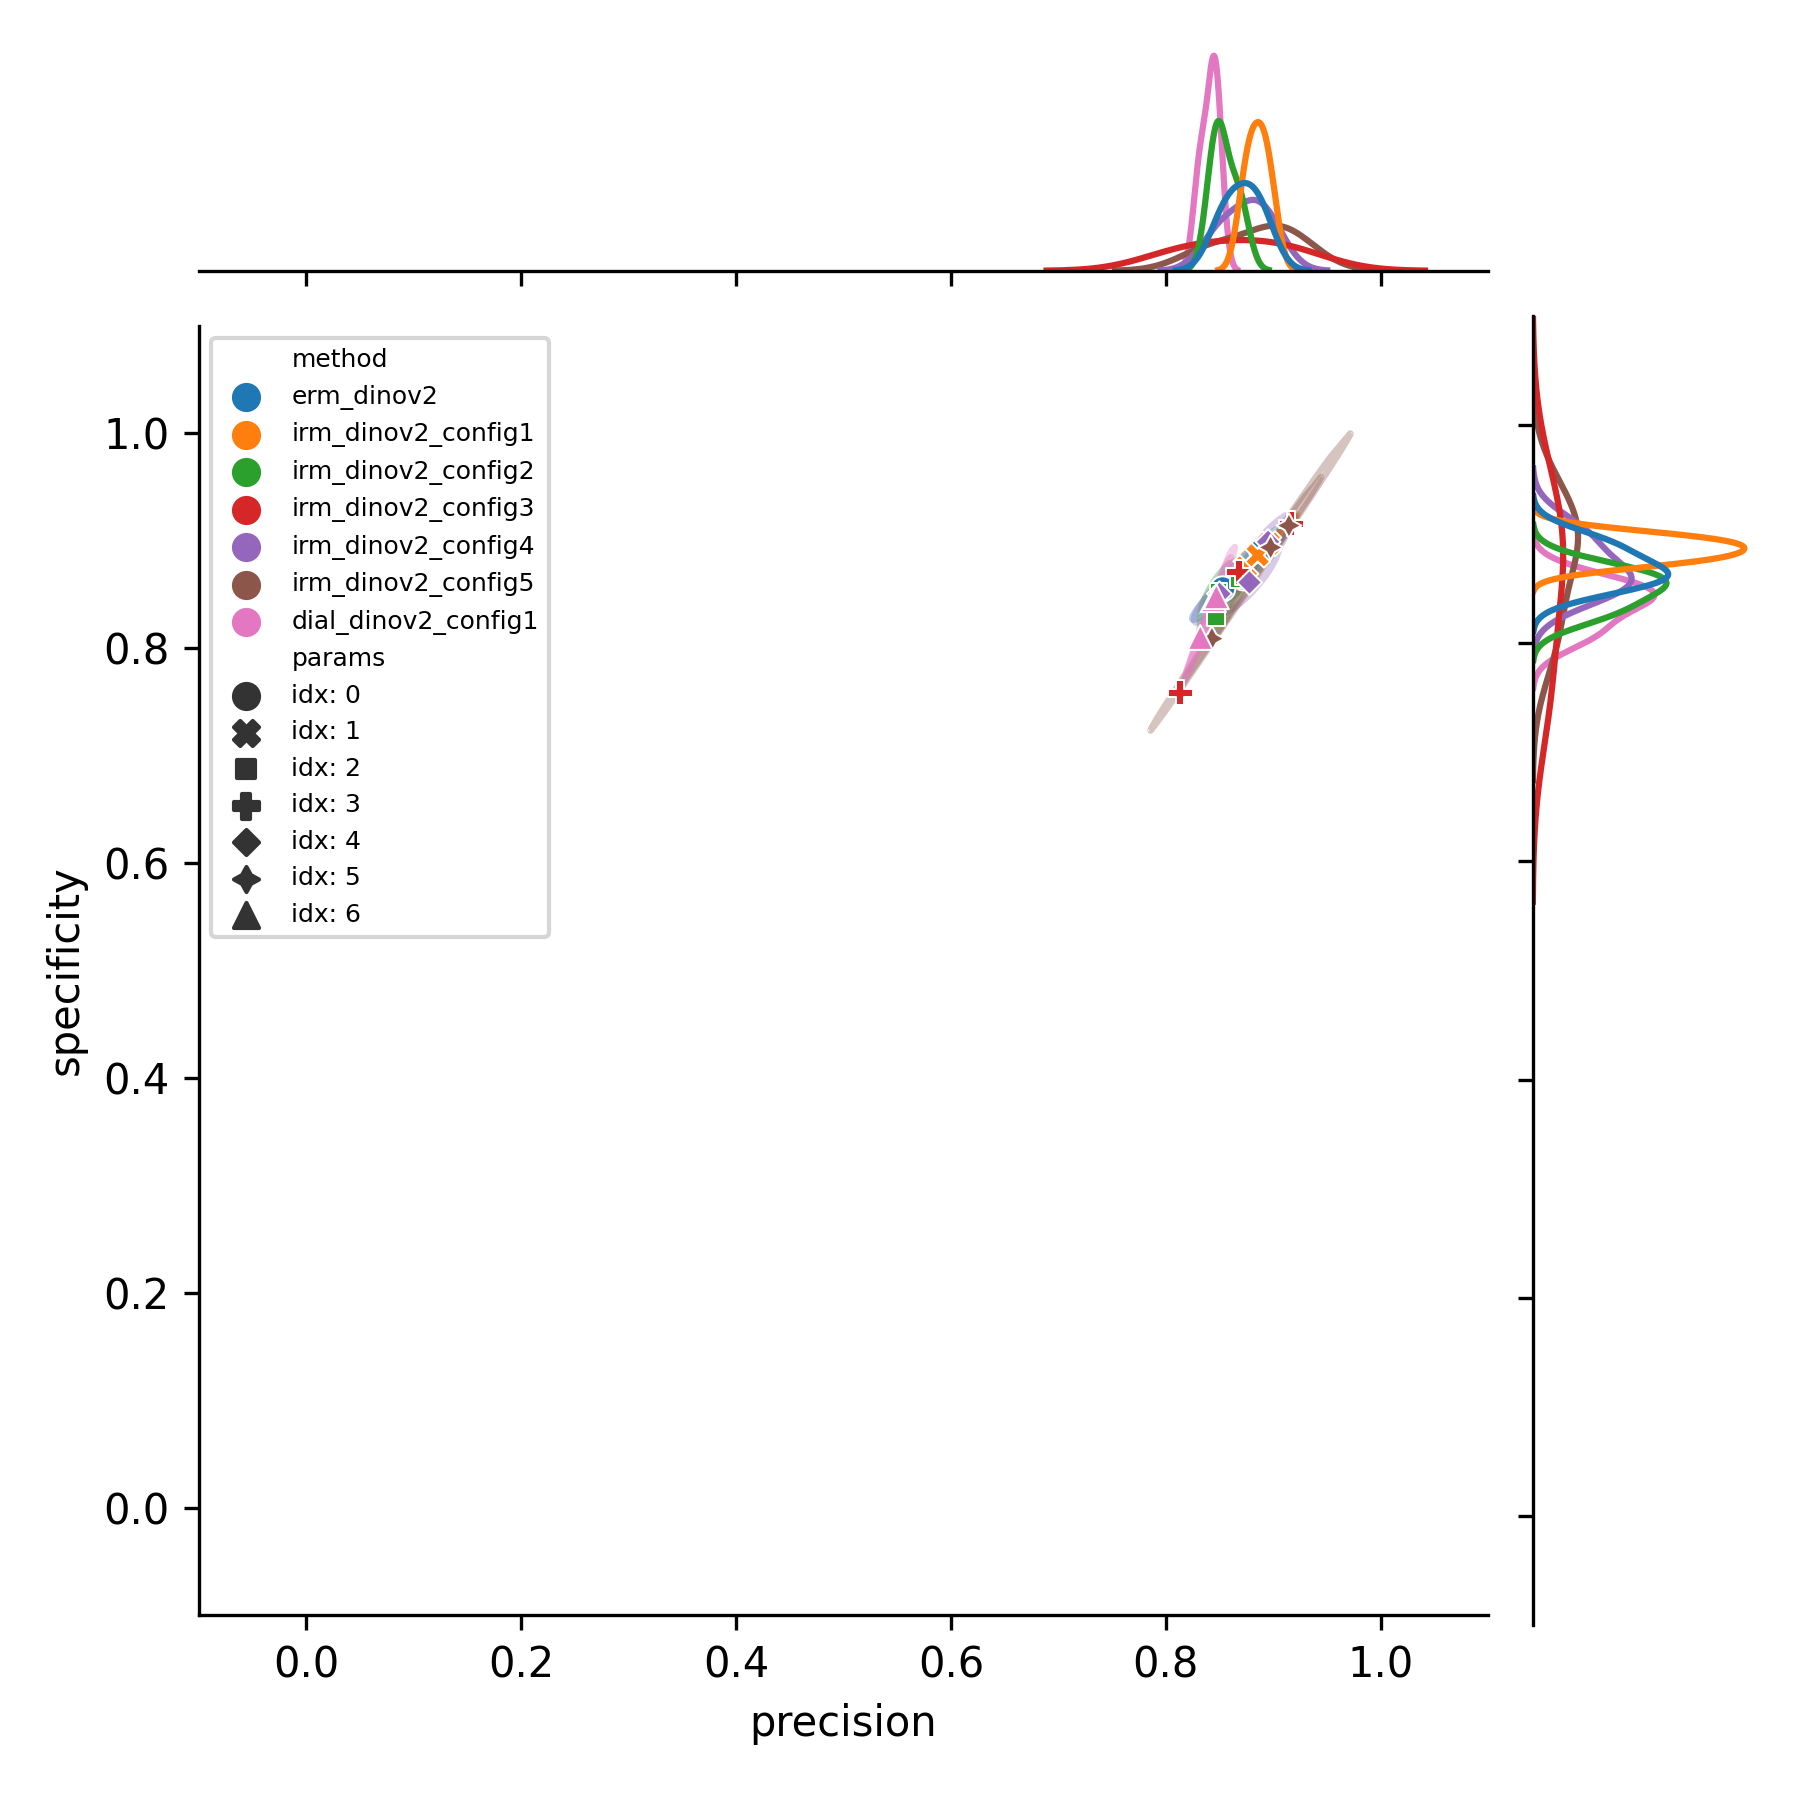 method
erm_dinov2
irm_dinov2_config1
irm_dinov2_config2
irm_dinov2_config3
irm_dinov2_config4
irm_dinov2_config5
dial_dinov2_config1
params
idx: 0
idx: 1
idx: 2
idx: 3
idx: 4
idx: 5
idx: 6
1.0
0.8
0.6
0.4
0.2
0.0
specificity
0.0 0.2 0.4 0.6 0.8 1.0
precision